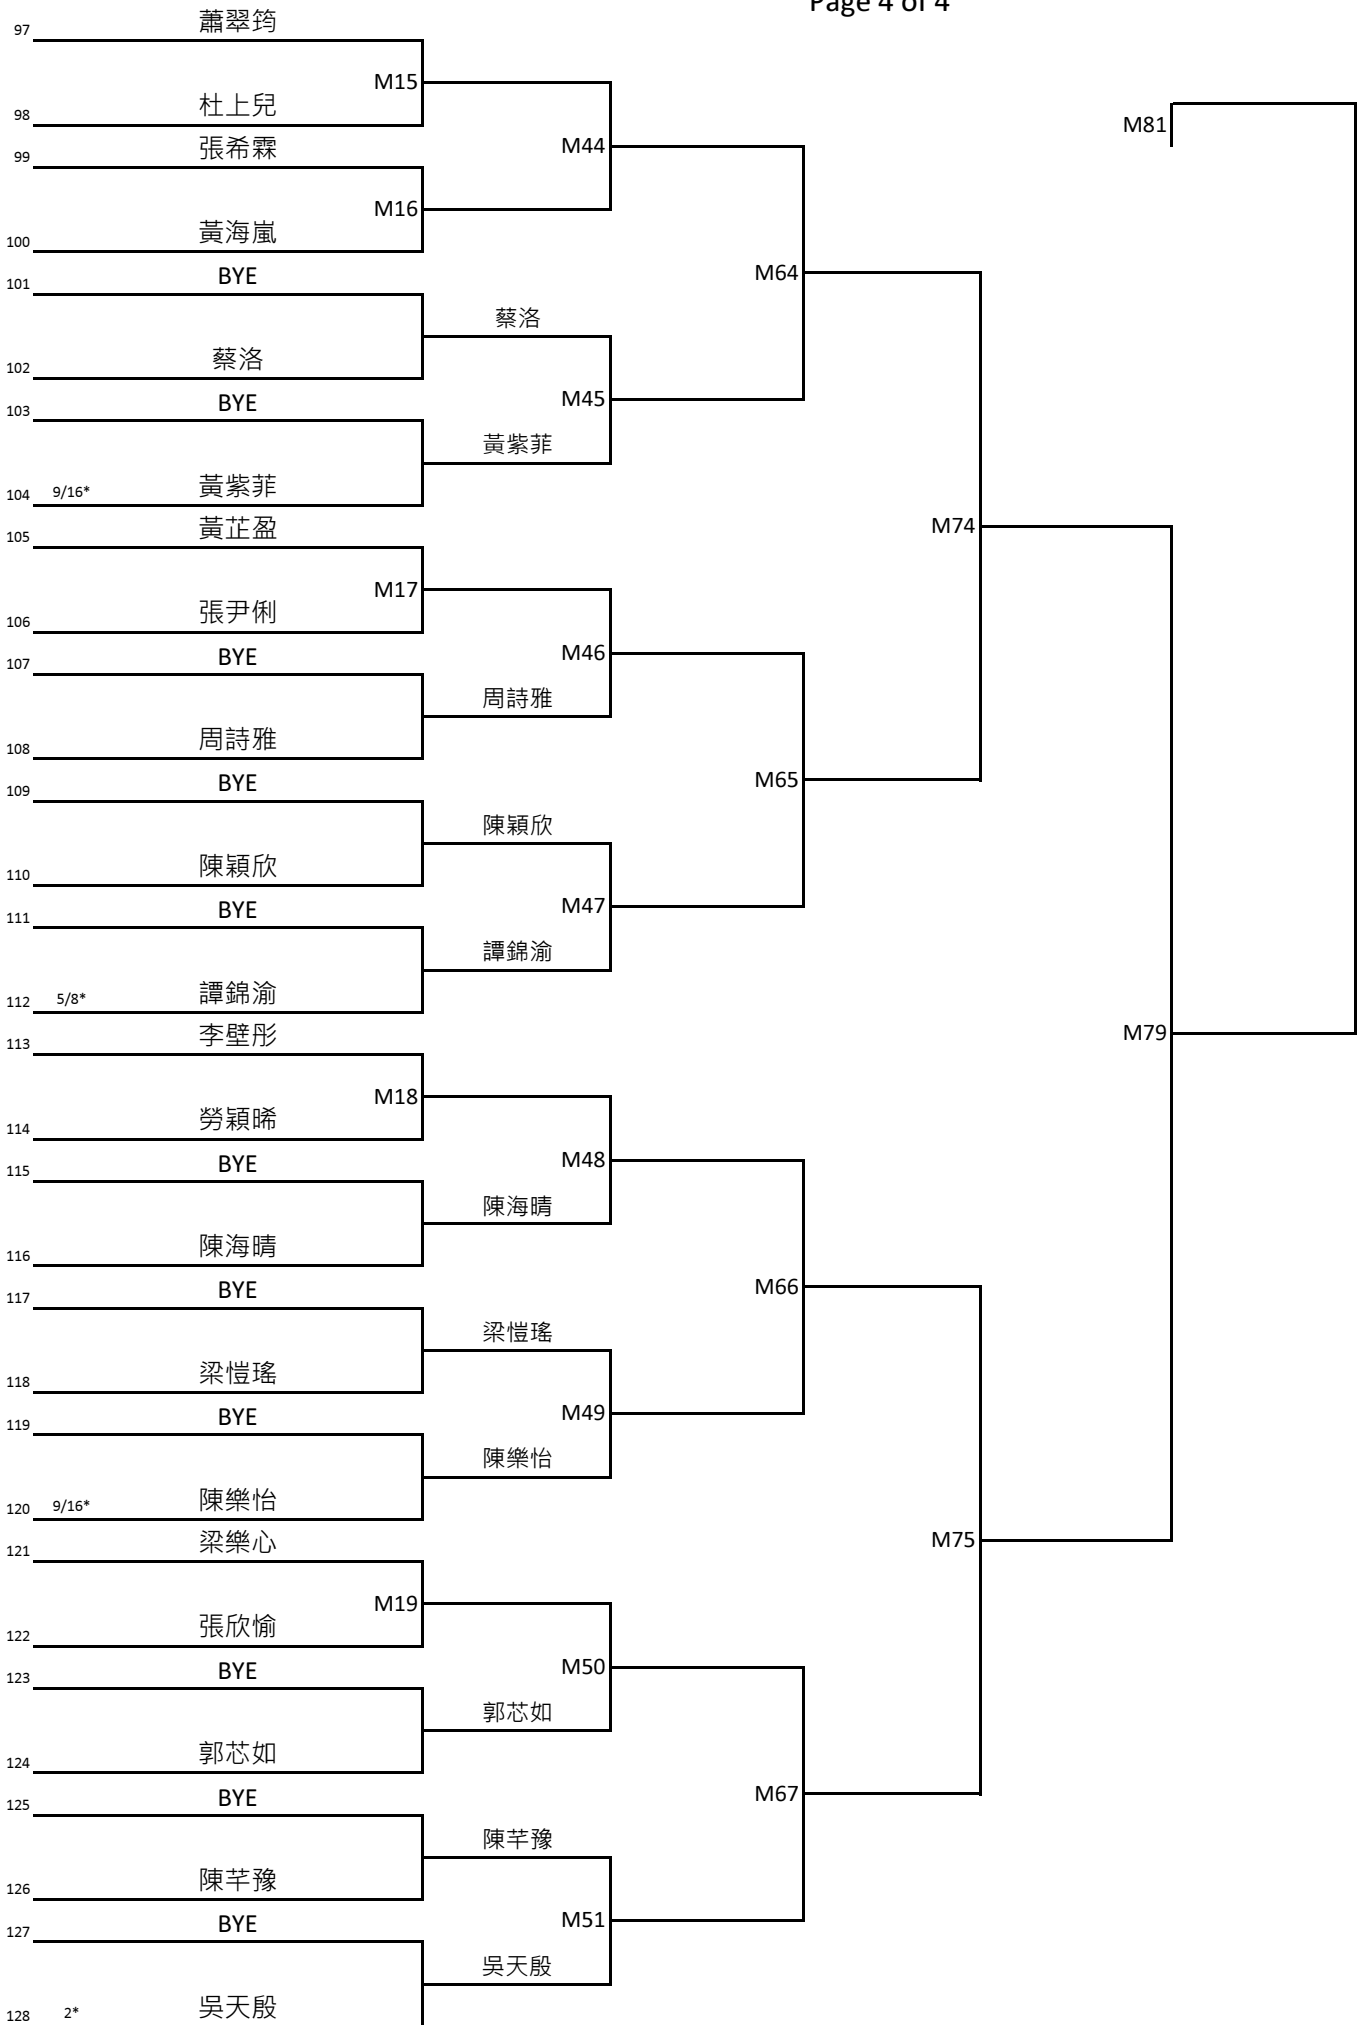 Page 4 of 4
97 蕭翠筠
M15
98 杜上兒
M81
99 張希霖
M44
M16
100 黃海嵐
101 BYE
M64
蔡洛
102 蔡洛
103 BYE
M45
黃紫菲
104 9/16* 黃紫菲
105 黃芷盈
M74
M17
106 張尹俐
107 BYE
M46
周詩雅
108 周詩雅
109 BYE
M65
陳穎欣
110 陳穎欣
111 BYE
M47
譚錦渝
112 5/8* 譚錦渝
113 李壁彤
M79
M18
114 勞穎晞
115 BYE
M48
陳海晴
116 陳海晴
117 BYE
M66
梁愷瑤
118 梁愷瑤
119 BYE
M49
陳樂怡
120 9/16* 陳樂怡
121 梁樂心
M75
M19
122 張欣愉
123 BYE
M50
郭芯如
124 郭芯如
125 BYE
M67
陳芊豫
126 陳芊豫
127 BYE
M51
吳天殷
128 2* 吳天殷